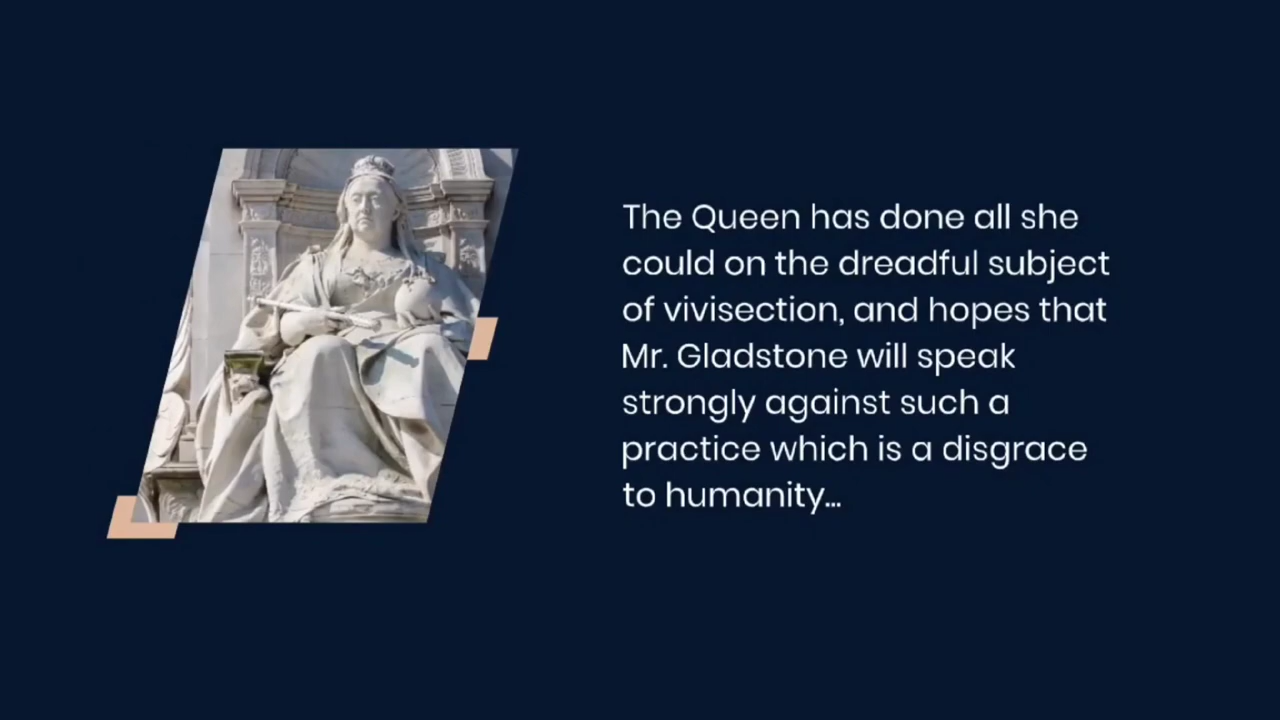 The Queen has done all she
could on the dreadful subject
of vivisection, and hopes that
Mr. Gladstone will speak
strongly against such a
practice which is a disgrace
to humanity...